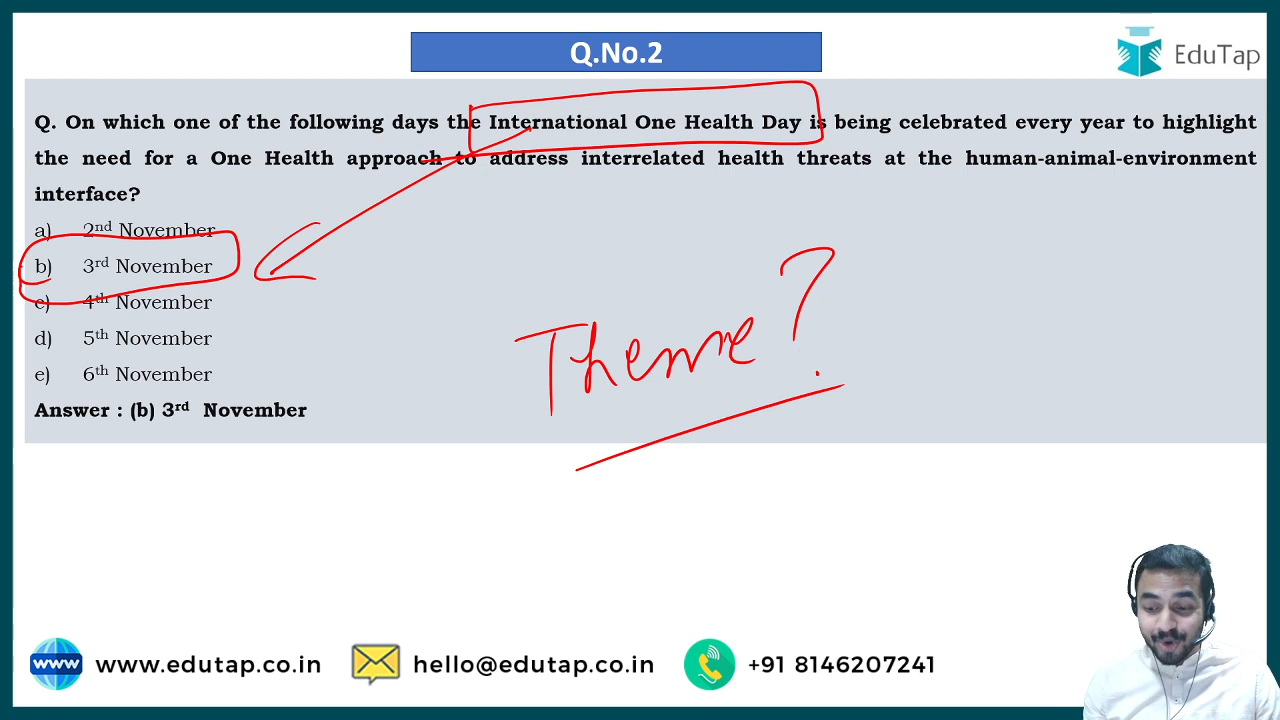 Q.No.2
EduTap
Q. On which one of the following days the International One Health Day is being celebrated every year to highlight
the need for a One Health approach to address interrelated health threats at the human-animal-environment
interface?
a) 2nd November
b) 3rd November
c) 4th November
d) 5th November
e) 6th November
Answer : (b) 3rd November
Theme?
www www.edutap.co.in hello@edutap.co.in +91 8146207241